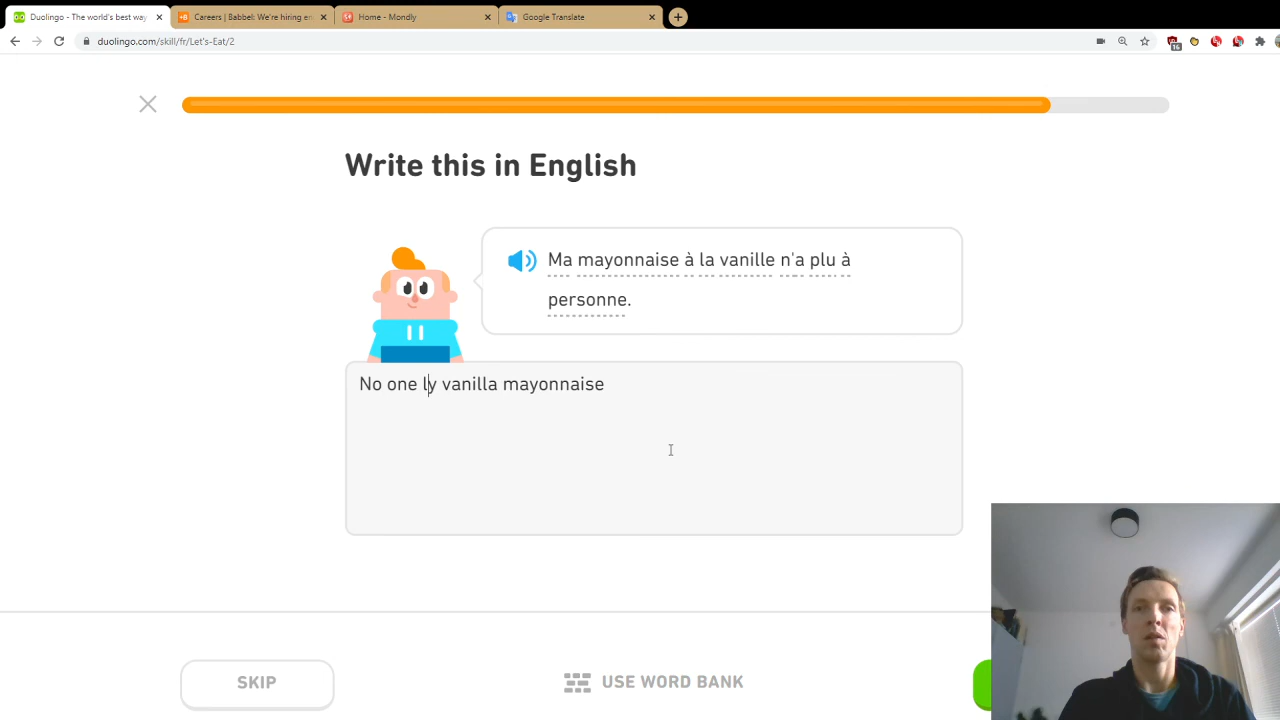 Duolingo - The world's best way
Careers | Babbel: We're hiring en
Home - Mondly
Google Translate
duolingo.com/skill/fr/Let's-Eat/2
16
Write this in English
Ma mayonnaise à la vanille n'a plu à
personne.
No one ly vanilla mayonnaise
SKIP
USE WORD BANK